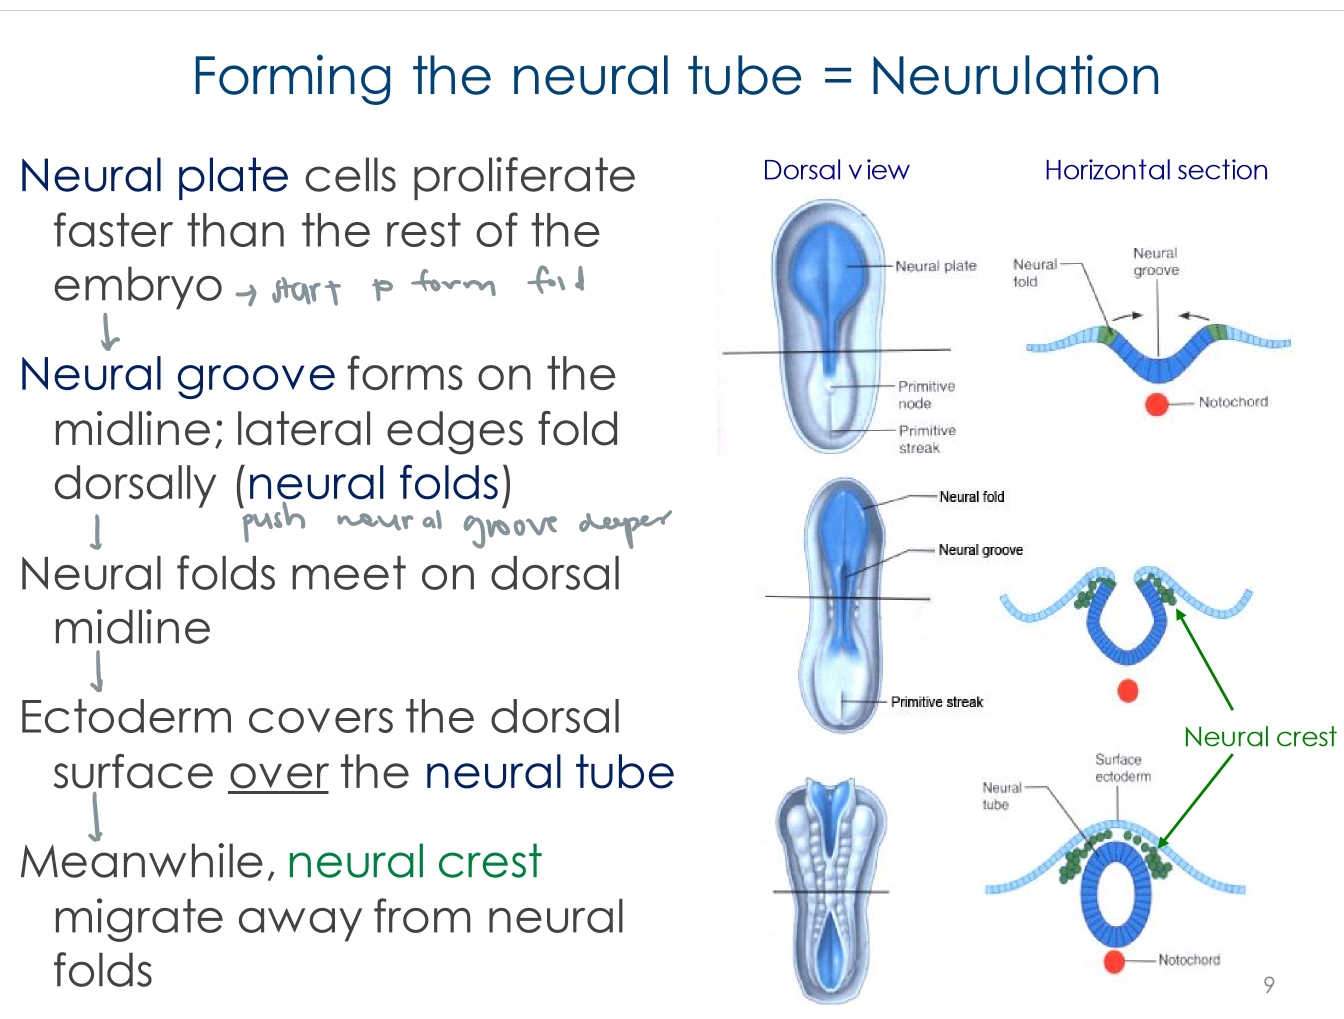 Forming the neural tube = Neurulation
Neural plate cells proliferate
faster than the rest of the
embryo → start to form fold
Neural groove forms on the
midline; lateral edges fold
dorsally (neural folds)
push neural groove deeper
Neural folds meet on dorsal
midline
Ectoderm covers the dorsal
surface over the neural tube
Meanwhile, neural crest
migrate away from neural
folds
Dorsal view
Horizontal section
Neural plate
Primitive
node
Primitive
streak
Neural
fold
Neural
groove
Notochord
Neural fold
Neural groove
Primitive streak
Neural crest
Surface
ectoderm
Neural
tube
Notochord
9